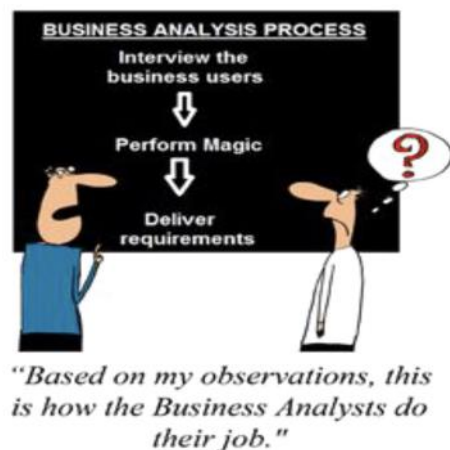 BUSINESS ANALYSIS PROCESS
Interview the
business users
Perform Magic
Deliver
requirements
?
“Based on my observations, this
is how the Business Analysts do
their job."